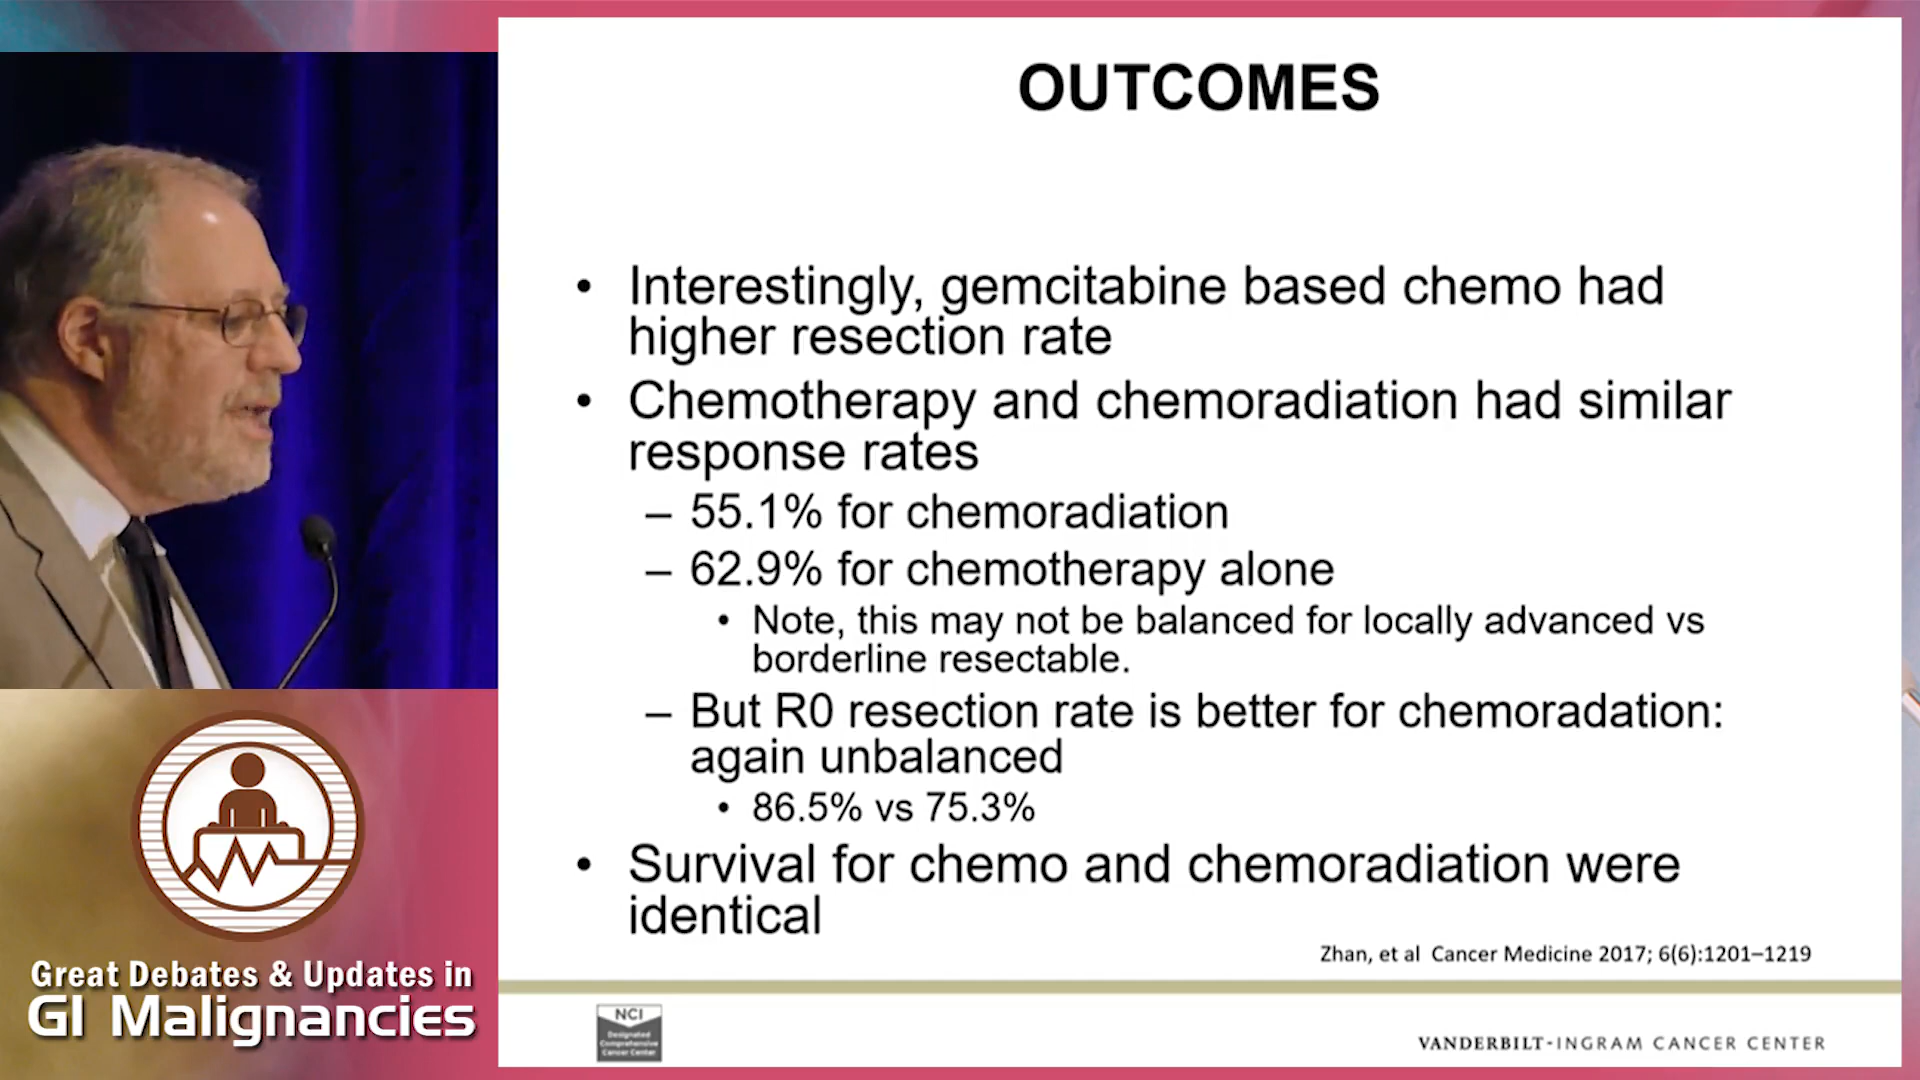 OUTCOMES
• Interestingly, gemcitabine based chemo had
higher resection rate
• Chemotherapy and chemoradiation had similar
response rates
– 55.1% for chemoradiation
– 62.9% for chemotherapy alone
• Note, this may not be balanced for locally advanced vs
borderline resectable.
– But R0 resection rate is better for chemoradation:
again unbalanced
• 86.5% vs 75.3%
• Survival for chemo and chemoradiation were
identical
Zhan, et al Cancer Medicine 2017; 6(6):1201–1219
NCI
Designated
Comprehensive
Cancer Center
VANDERBILT-INGRAM CANCER CENTER
Great Debates & Updates in
GI Malignancies